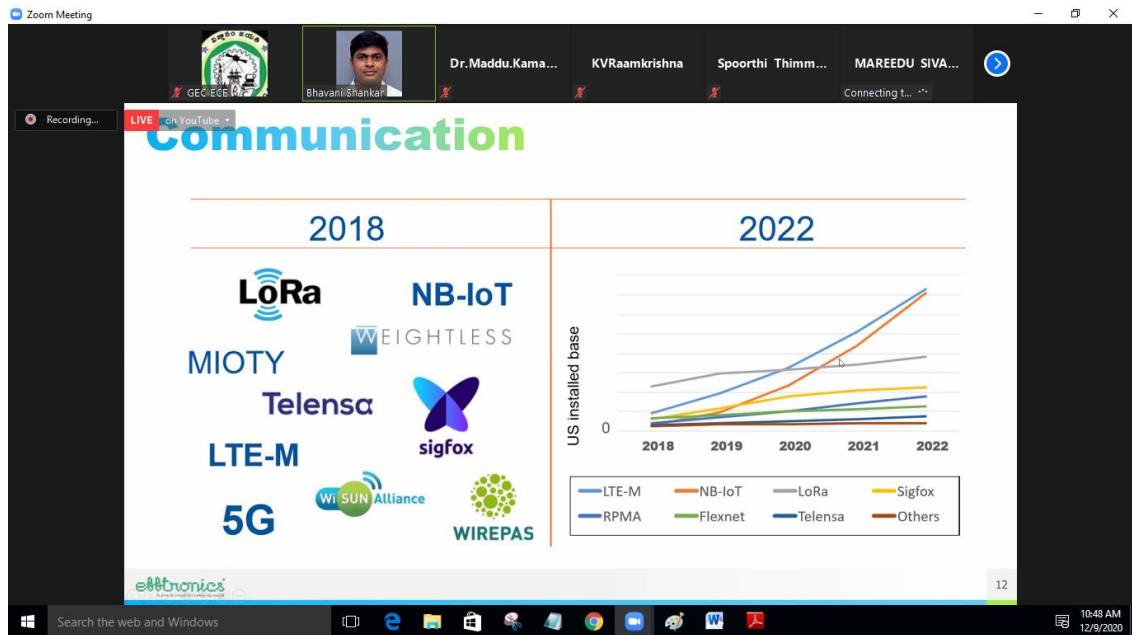 Zoom Meeting
GEC ECE
Bhavani Shankar
Dr.Maddu.Kama...
KVRaamkrishna
Spoorthi Thimm...
MAREEDU SIVA...
Connecting t...
Recording...
LIVE on YouTube
Communication
2018
2022
LoRa
NB-IoT
WEIGHTLESS
MIOTY
Telensa
sigfox
LTE-M
Wi SUN Alliance
5G
WIREPAS
US installed base
0
2018 2019 2020 2021 2022
LTE-M NB-IoT LoRa Sigfox
RPMA Flexnet Telensa Others
efftronics
12
Search the web and Windows
10:48 AM
12/9/2020